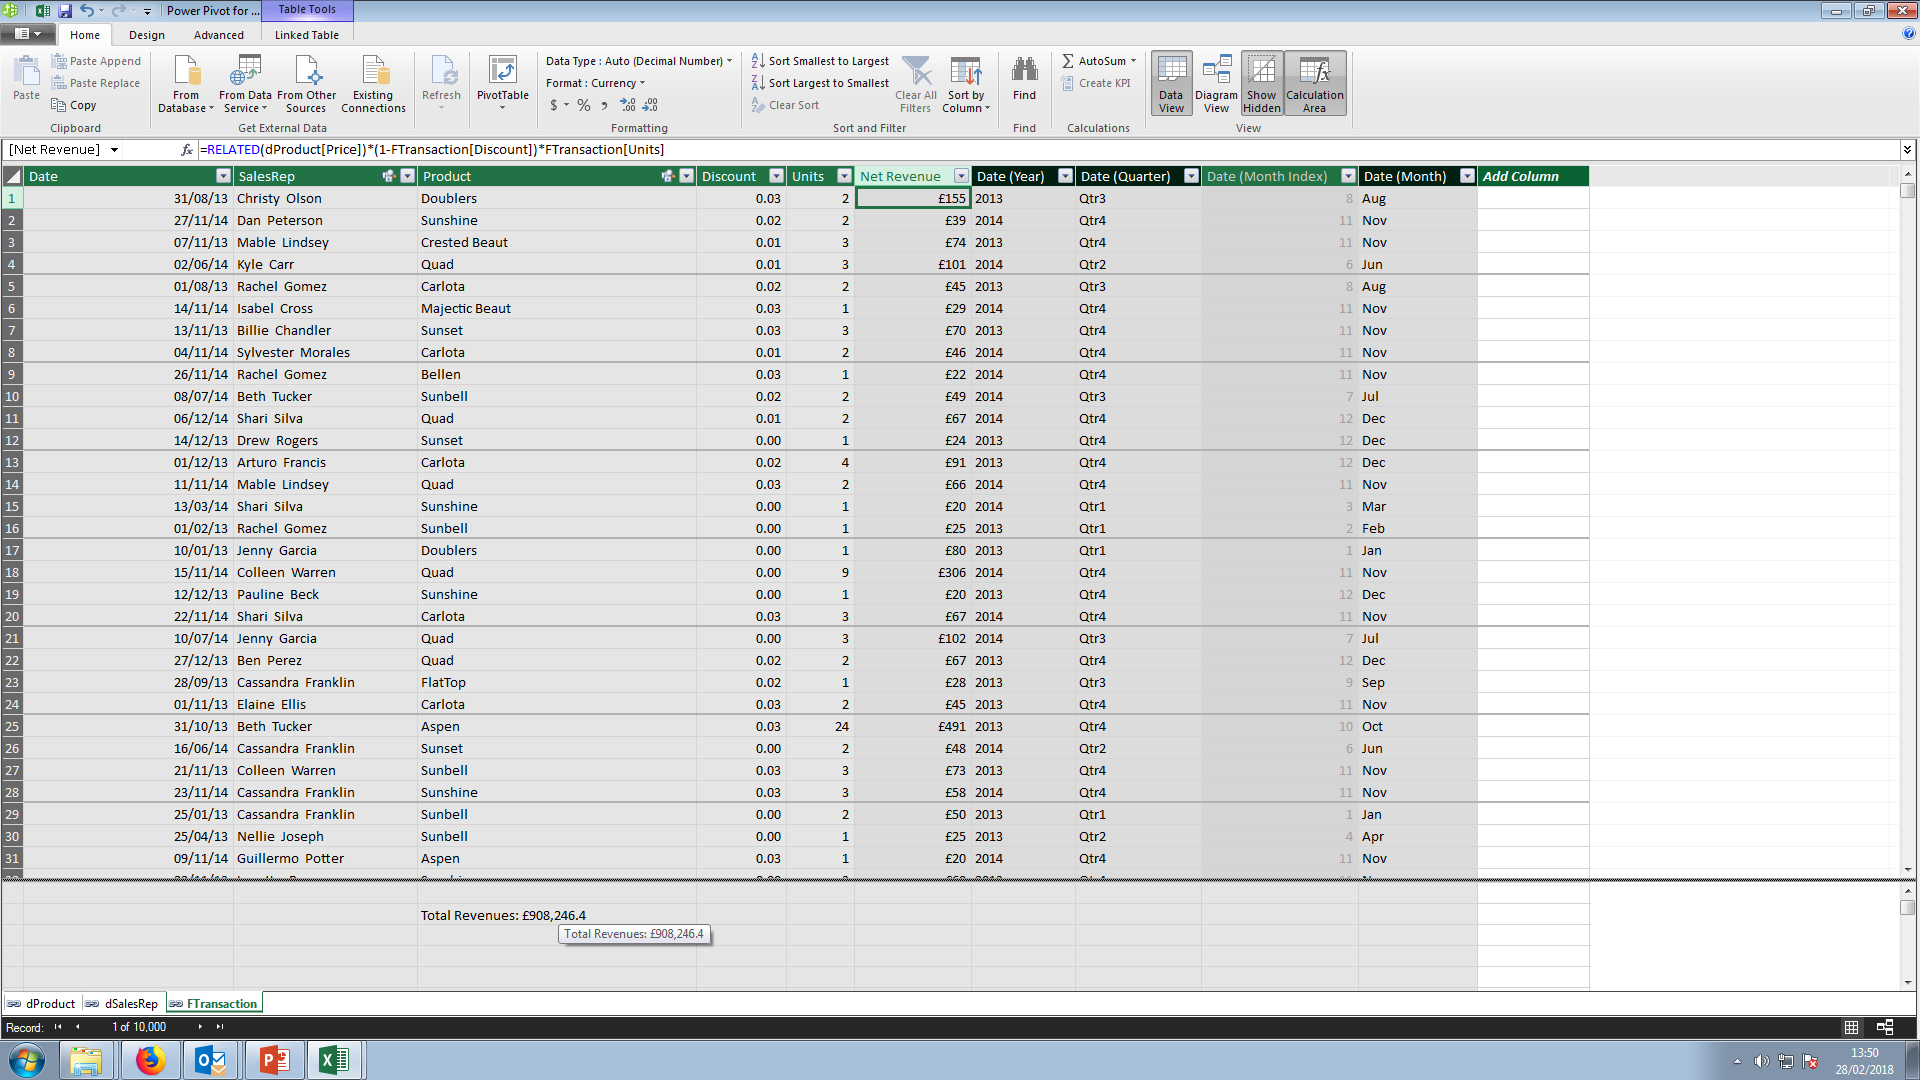 Power Pivot for ... Table Tools
Home Design Advanced Linked Table
Paste
Paste Append
Paste Replace
Copy
Clipboard
From Database
From Data Service
From Other Sources
Existing Connections
Get External Data
Refresh
PivotTable
Data Type : Auto (Decimal Number)
Format : Currency
$ % ,
Formatting
Sort Smallest to Largest
Sort Largest to Smallest
Clear Sort
Clear All Filters
Sort by Column
Sort and Filter
Find
Find
AutoSum
Create KPI
Calculations
Data View
Diagram View
Show Hidden
Calculation Area
View
[Net Revenue] fx =RELATED(dProduct[Price])*(1-FTransaction[Discount])*FTransaction[Units]
Date SalesRep Product Discount Units Net Revenue Date (Year) Date (Quarter) Date (Month Index) Date (Month) Add Column
1 31/08/13 Christy Olson Doublers 0.03 2 £155 2013 Qtr3 8 Aug
2 27/11/14 Dan Peterson Sunshine 0.02 2 £39 2014 Qtr4 11 Nov
3 07/11/13 Mable Lindsey Crested Beaut 0.01 3 £74 2013 Qtr4 11 Nov
4 02/06/14 Kyle Carr Quad 0.01 3 £101 2014 Qtr2 6 Jun
5 01/08/13 Rachel Gomez Carlota 0.02 2 £45 2013 Qtr3 8 Aug
6 14/11/14 Isabel Cross Majectic Beaut 0.03 1 £29 2014 Qtr4 11 Nov
7 13/11/13 Billie Chandler Sunset 0.03 3 £70 2013 Qtr4 11 Nov
8 04/11/14 Sylvester Morales Carlota 0.01 2 £46 2014 Qtr4 11 Nov
9 26/11/14 Rachel Gomez Bellen 0.03 1 £22 2014 Qtr4 11 Nov
10 08/07/14 Beth Tucker Sunbell 0.02 2 £49 2014 Qtr3 7 Jul
11 06/12/14 Shari Silva Quad 0.01 2 £67 2014 Qtr4 12 Dec
12 14/12/13 Drew Rogers Sunset 0.00 1 £24 2013 Qtr4 12 Dec
13 01/12/13 Arturo Francis Carlota 0.02 4 £91 2013 Qtr4 12 Dec
14 11/11/14 Mable Lindsey Quad 0.03 2 £66 2014 Qtr4 11 Nov
15 13/03/14 Shari Silva Sunshine 0.00 1 £20 2014 Qtr1 3 Mar
16 01/02/13 Rachel Gomez Sunbell 0.00 1 £25 2013 Qtr1 2 Feb
17 10/01/13 Jenny Garcia Doublers 0.00 1 £80 2013 Qtr1 1 Jan
18 15/11/14 Colleen Warren Quad 0.00 9 £306 2014 Qtr4 11 Nov
19 12/12/13 Pauline Beck Sunshine 0.00 1 £20 2013 Qtr4 12 Dec
20 22/11/14 Shari Silva Carlota 0.03 3 £67 2014 Qtr4 11 Nov
21 10/07/14 Jenny Garcia Quad 0.00 3 £102 2014 Qtr3 7 Jul
22 27/12/13 Ben Perez Quad 0.02 2 £67 2013 Qtr4 12 Dec
23 28/09/13 Cassandra Franklin FlatTop 0.02 1 £28 2013 Qtr3 9 Sep
24 01/11/13 Elaine Ellis Carlota 0.03 2 £45 2013 Qtr4 11 Nov
25 31/10/13 Beth Tucker Aspen 0.03 24 £491 2013 Qtr4 10 Oct
26 16/06/14 Cassandra Franklin Sunset 0.00 2 £48 2014 Qtr2 6 Jun
27 21/11/13 Colleen Warren Sunbell 0.03 3 £73 2013 Qtr4 11 Nov
28 23/11/14 Cassandra Franklin Sunshine 0.03 3 £58 2014 Qtr4 11 Nov
29 25/01/13 Cassandra Franklin Sunbell 0.00 2 £50 2013 Qtr1 1 Jan
30 25/04/13 Nellie Joseph Sunbell 0.00 1 £25 2013 Qtr2 4 Apr
31 09/11/14 Guillermo Potter Aspen 0.03 1 £20 2014 Qtr4 11 Nov
Total Revenues: £908,246.4
Total Revenues: £908,246.4
dProduct dSalesRep FTransaction
Record: 1 of 10,000
13:50
28/02/2018